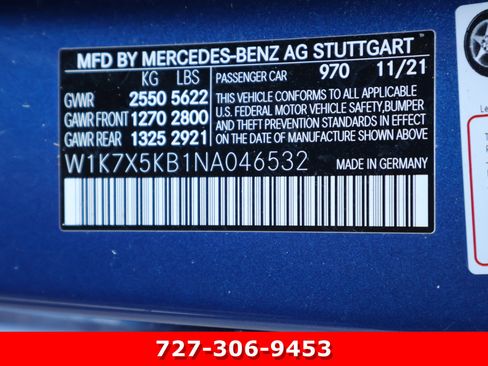 MFD BY MERCEDES-BENZ AG STUTTGART
KG LBS PASSENGER CAR 970 11/21
GVWR 2550 5622
GAWR FRONT 1270 2800
GAWR REAR 1325 2921
THIS VEHICLE CONFORMS TO ALL APPLICABLE
U.S. FEDERAL MOTOR VEHICLE SAFETY, BUMPER
AND THEFT PREVENTION STANDARDS IN EFFECT
ON THE DATE OF MANUFACTURE SHOWN ABOVE.
W1K7X5KB1NA046532 MADE IN GERMANY
727-306-9453